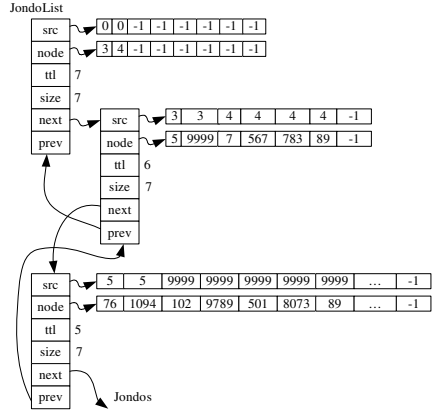 JondoList
src 0 0 -1 -1 -1 -1 -1 -1
node 3 4 -1 -1 -1 -1 -1 -1
ttl 7
size 7
next
prev
src 3 3 4 4 4 4 -1
node 5 9999 7 567 783 89 -1
ttl 6
size 7
next
prev
src 5 5 9999 9999 9999 9999 9999 ... -1
node 76 1094 102 9789 501 8073 89 ... -1
ttl 5
size 7
next
prev
Jondos